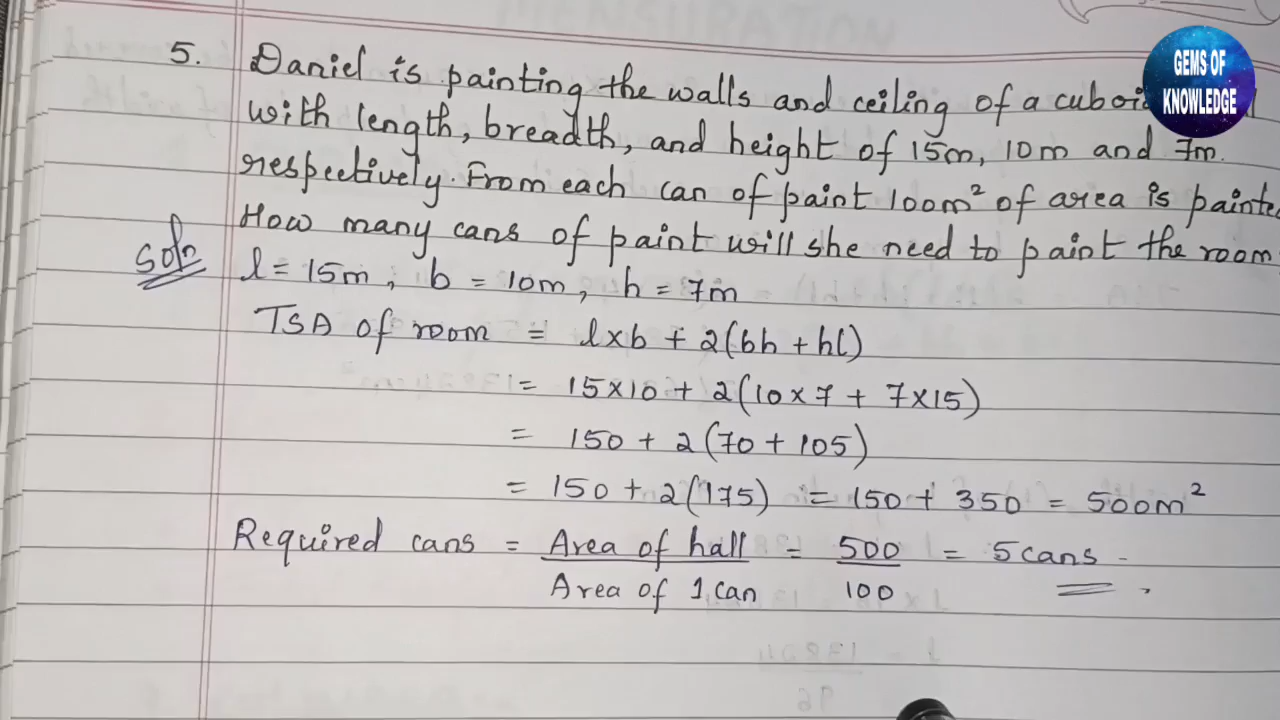 GEMS OF
KNOWLEDGE
5. Daniel is painting the walls and ceiling of a cuboi
with length, breadth, and height of 15m, 10m and 7m.
respectively. From each can of paint 100m² of area is painte
How many cans of paint will she need to paint the room
Soln
l = 15m, b = 10m, h = 7m
TSA of room = l×b + 2(bh + hl)
= 15×10 + 2(10×7 + 7×15)
= 150 + 2(70 + 105)
= 150 + 2(175) = 150 + 350 = 500m²
Required cans = Area of hall / Area of 1 can = 500 / 100 = 5 cans